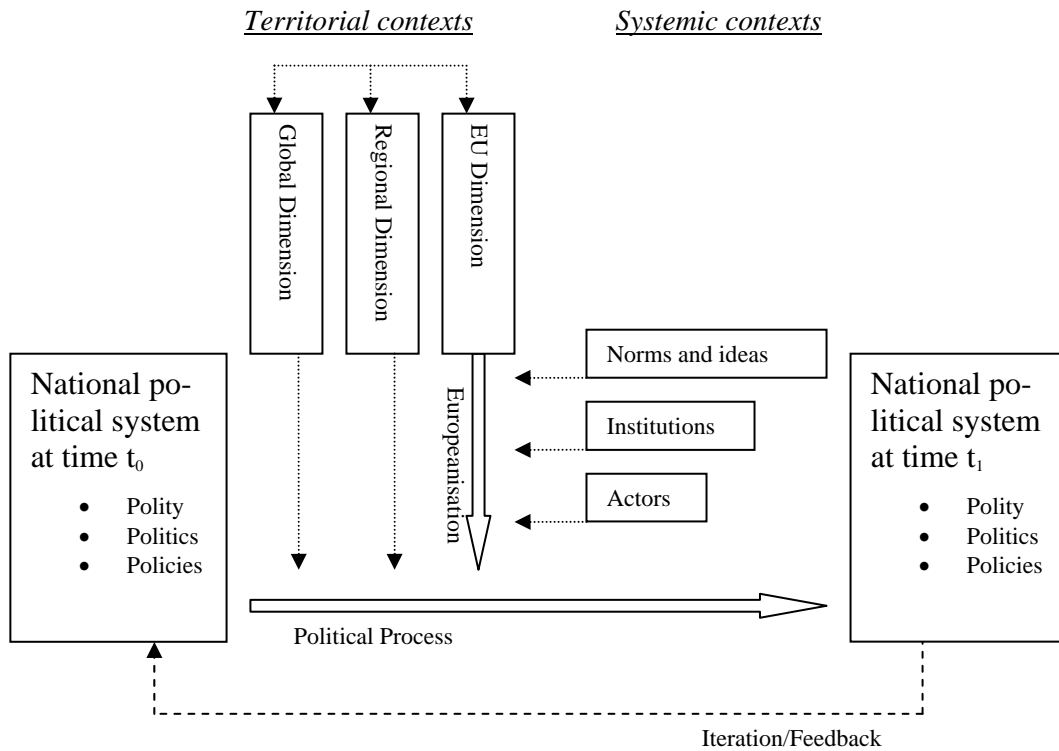 Territorial contexts
Systemic contexts
Global Dimension
Regional Dimension
EU Dimension
Europeanisation
Norms and ideas
Institutions
Actors
National po-
litical system
at time t₀
• Polity
• Politics
• Policies
National po-
litical system
at time t₁
• Polity
• Politics
• Policies
Political Process
Iteration/Feedback